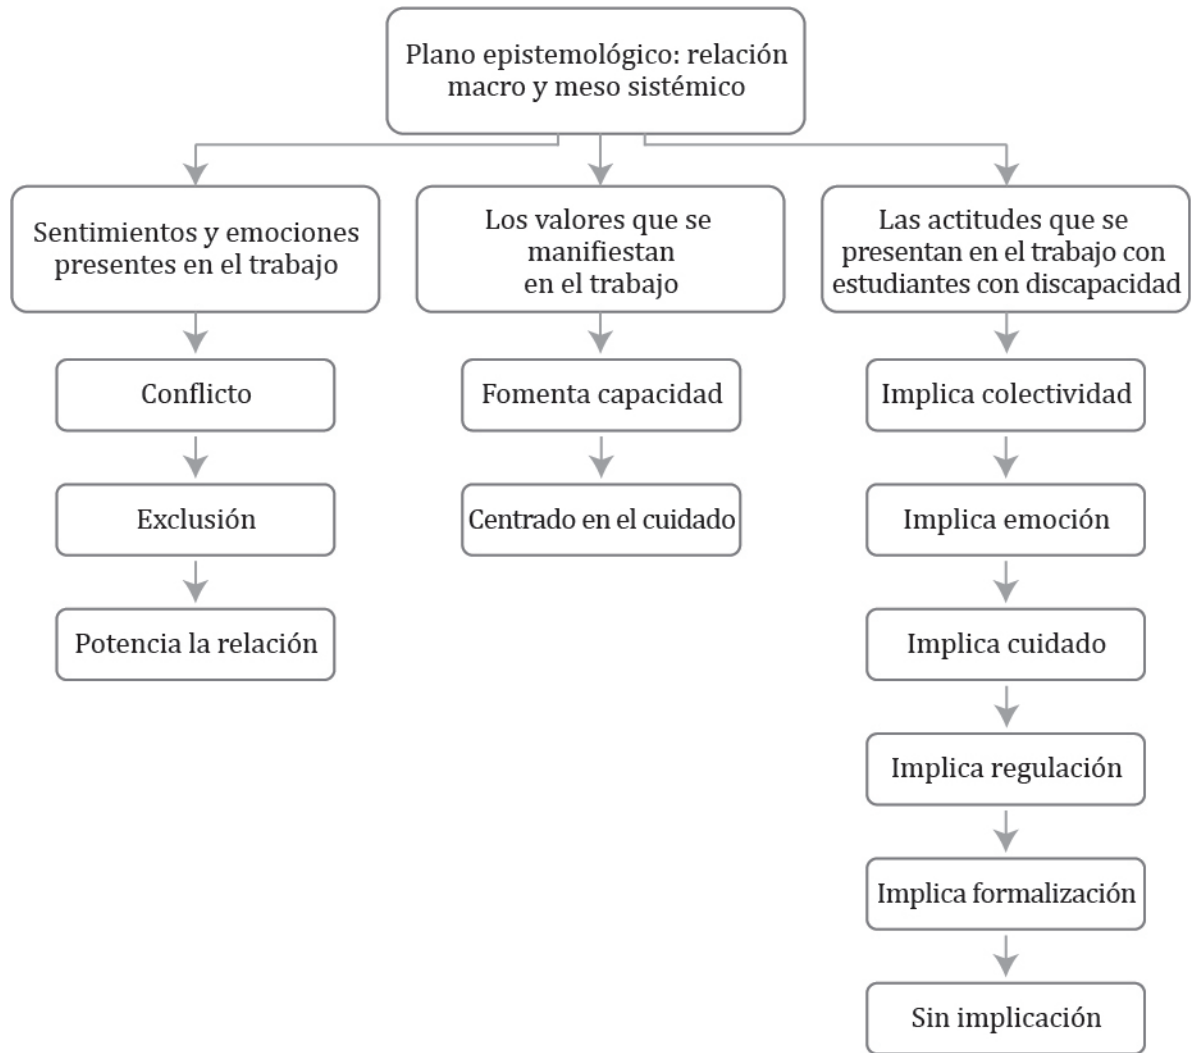 Plano epistemológico: relación
macro y meso sistémico
Sentimientos y emociones
presentes en el trabajo
Los valores que se
manifiestan
en el trabajo
Las actitudes que se
presentan en el trabajo con
estudiantes con discapacidad
Conflicto
Exclusión
Potencia la relación
Fomenta capacidad
Centrado en el cuidado
Implica colectividad
Implica emoción
Implica cuidado
Implica regulación
Implica formalización
Sin implicación